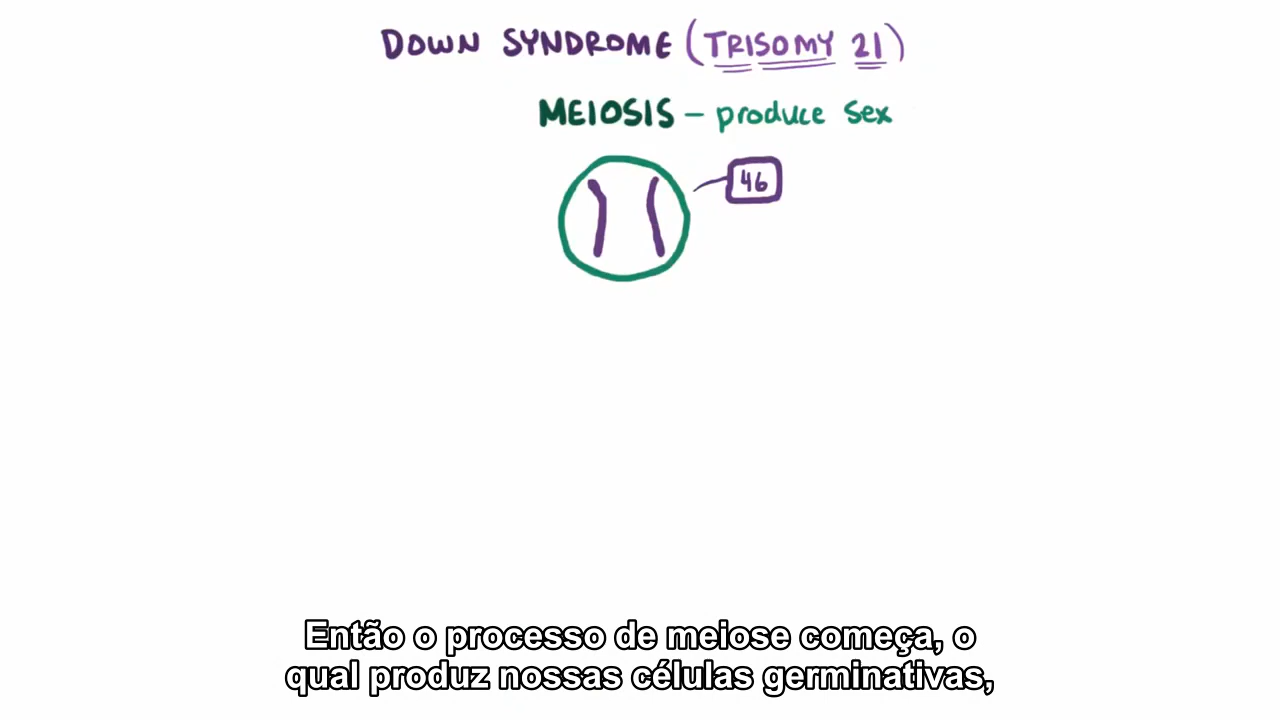 DOWN SYNDROME (TRISOMY 21)
MEIOSIS – produce sex
46
Então o processo de meiose começa, o
qual produz nossas células germinativas,